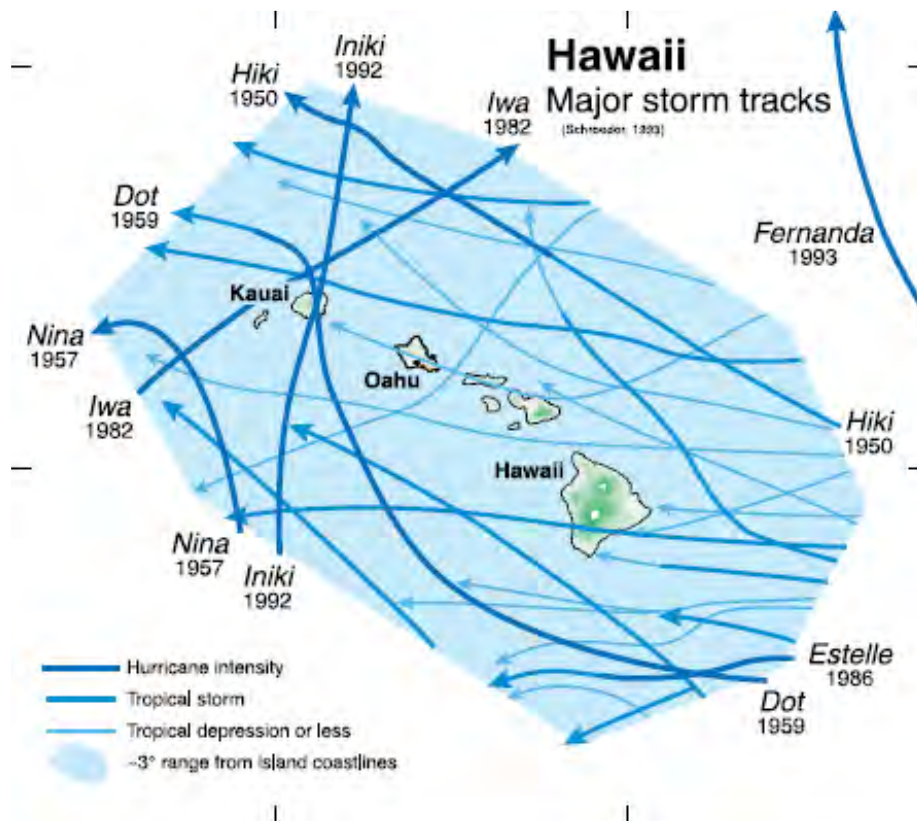 Hawaii
Major storm tracks
(Schroeder, 1993)
Iniki
1992
Hiki
1950
Iwa
1982
Dot
1959
Fernanda
1993
Kauai
Nina
1957
Oahu
Iwa
1982
Hiki
1950
Hawaii
Nina
1957
Iniki
1992
Estelle
1986
Dot
1959
Hurricane intensity
Tropical storm
Tropical depression or less
~3° range from Island coastlines